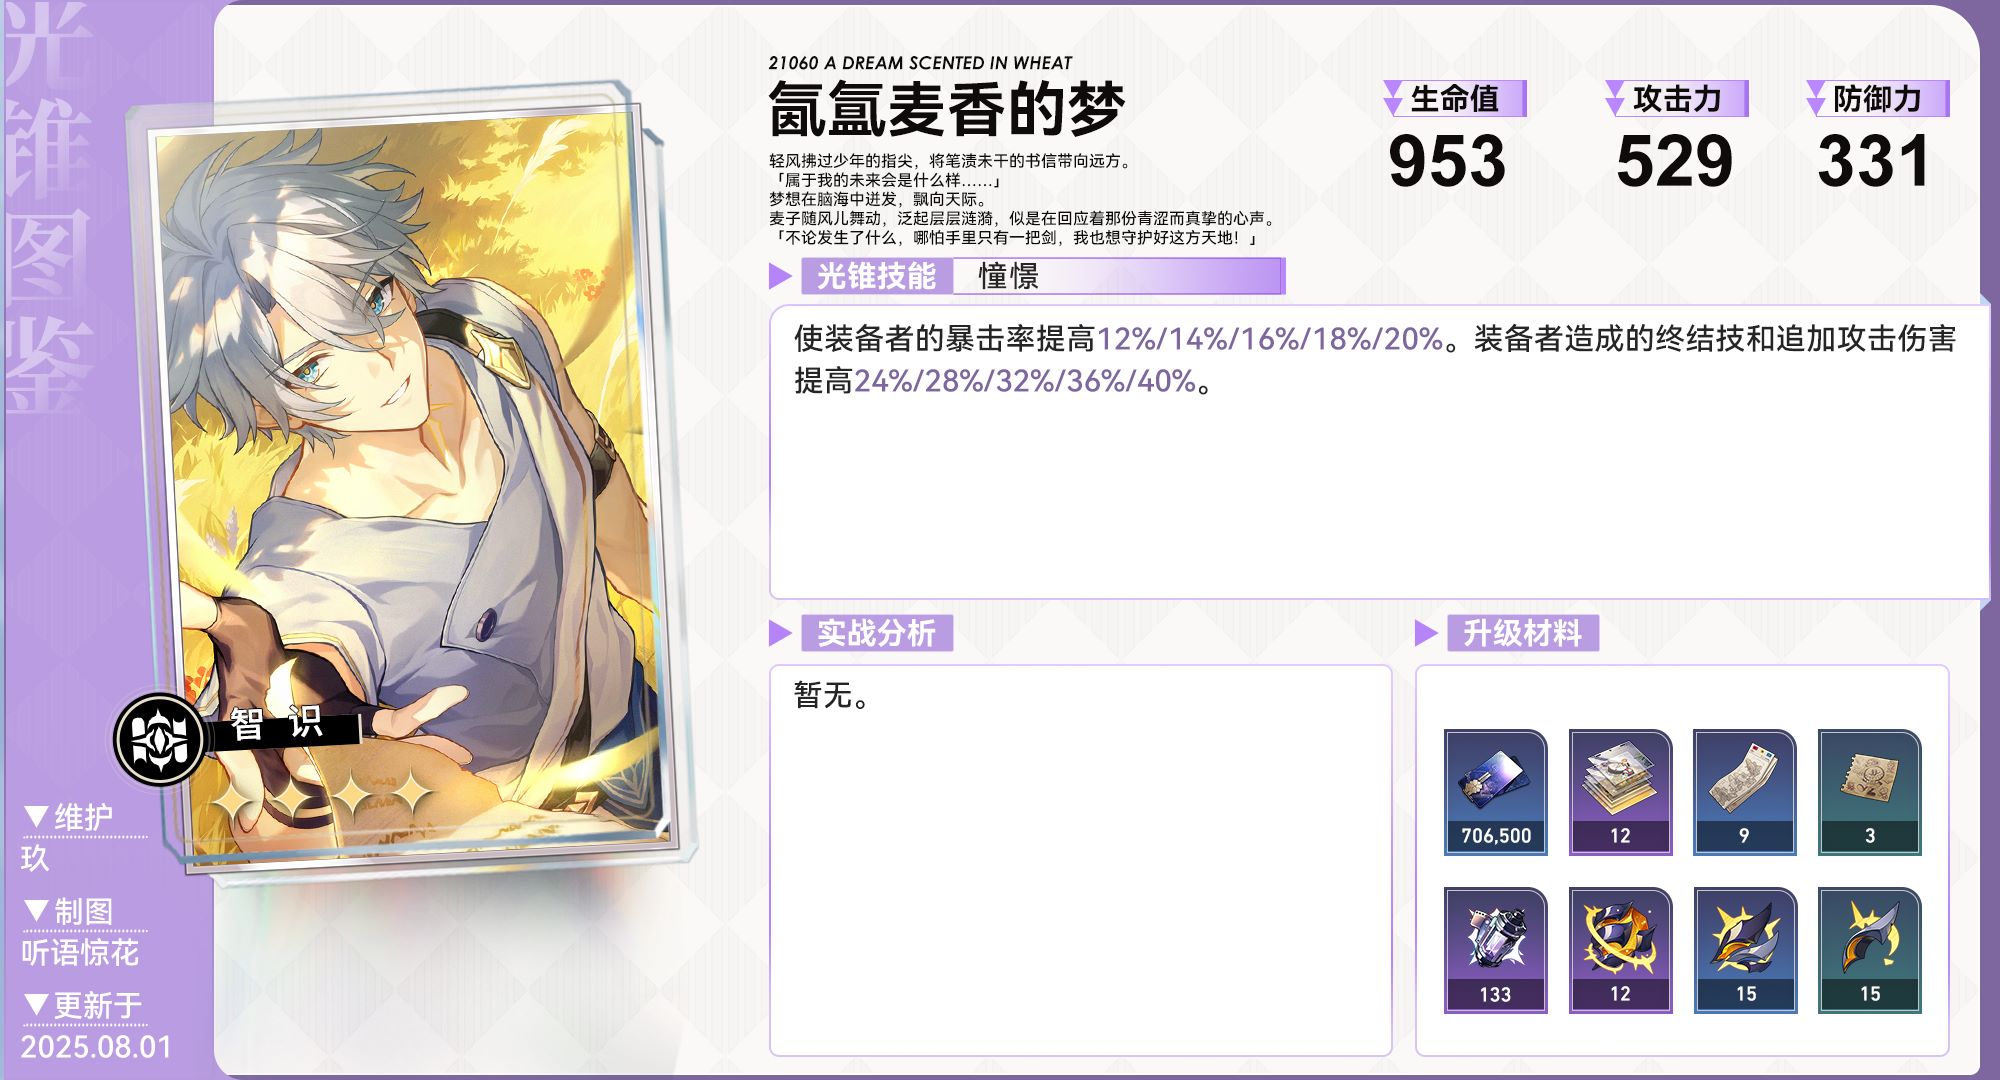 光锥图鉴
21060 A DREAM SCENTED IN WHEAT
氤氲麦香的梦
轻风拂过少年的指尖，将笔渍未干的书信带向远方。
「属于我的未来会是什么样……」
梦想在脑海中迸发，飘向天际。
麦子随风儿舞动，泛起层层涟漪，似是在回应着那份青涩而真挚的心声。
「不论发生了什么，哪怕手里只有一把剑，我也想守护好这方天地！」
生命值
953
攻击力
529
防御力
331
光锥技能 憧憬
使装备者的暴击率提高12%/14%/16%/18%/20%。装备者造成的终结技和追加攻击伤害
提高24%/28%/32%/36%/40%。
实战分析
暂无。
升级材料
706,500
12
9
3
133
12
15
15
智识
维护
玖
制图
听语惊花
更新于
2025.08.01